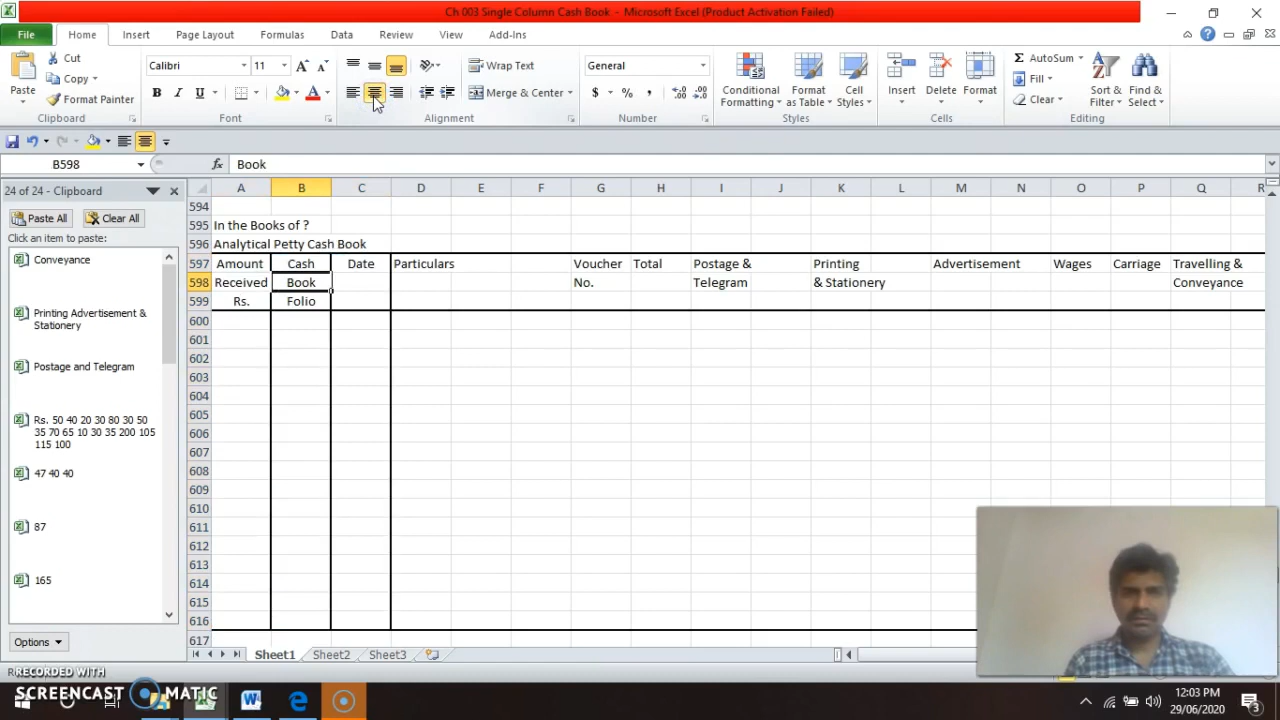 Ch 003 Single Column Cash Book - Microsoft Excel (Product Activation Failed)
File Home Insert Page Layout Formulas Data Review View Add-Ins
Cut
Copy
Format Painter
Paste
Clipboard
Calibri 11
B I U
Font
Wrap Text
Merge & Center
Alignment
General
$ % ,
Number
Conditional Formatting
Format as Table
Cell Styles
Styles
Insert Delete Format
Cells
AutoSum
Fill
Clear
Sort & Filter
Find & Select
Editing
B598 fx Book
24 of 24 - Clipboard
Paste All Clear All
Click an item to paste:
Conveyance
Printing Advertisement &
Stationery
Postage and Telegram
Rs. 50 40 20 30 80 30 50
35 70 65 10 30 35 200 105
115 100
47 40 40
87
165
Options
A B C D E F G H I J K L M N O P Q R
594
595 In the Books of ?
596 Analytical Petty Cash Book
597 Amount Cash Date Particulars Voucher Total Postage & Printing Advertisement Wages Carriage Travelling &
598 Received Book No. Telegram & Stationery Conveyance
599 Rs. Folio
600
601
602
603
604
605
606
607
608
609
610
611
612
613
614
615
616
617
Sheet1 Sheet2 Sheet3
RECORDED WITH
SCREENCAST MATIC
12:03 PM
29/06/2020
3